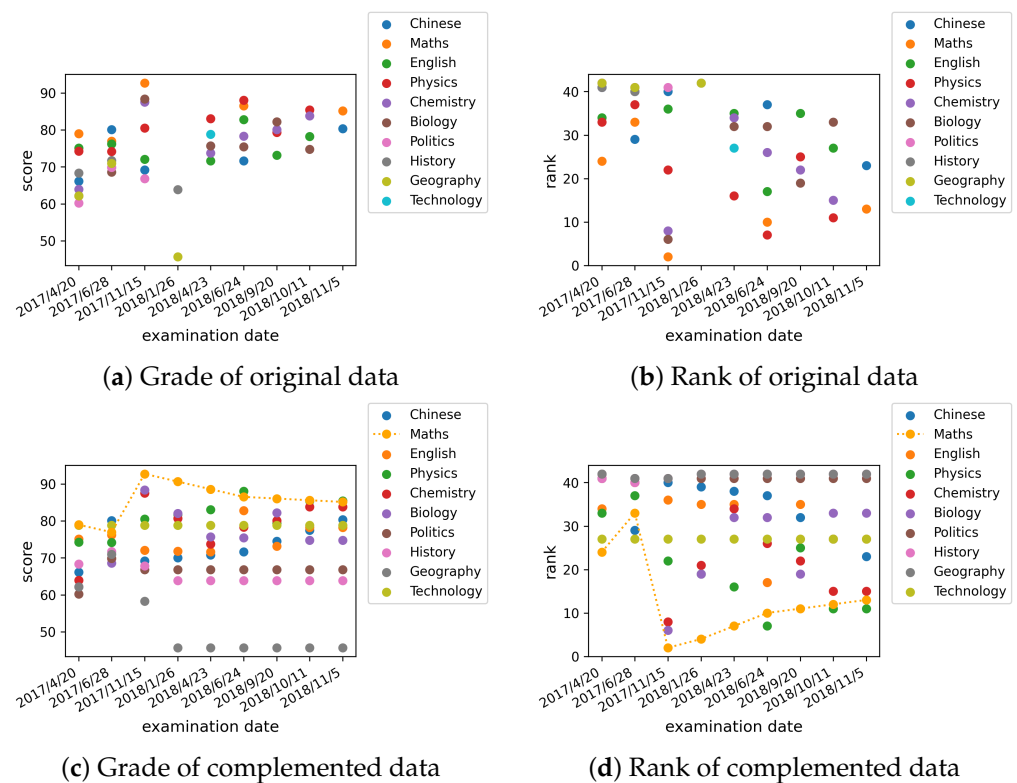 Chinese
Maths
English
Physics
Chemistry
Biology
Politics
History
Geography
Technology
90
80
70
60
50
score
2017/4/20
2017/6/28
2017/11/15
2018/1/26
2018/4/23
2018/6/24
2018/9/20
2018/10/11
2018/11/5
examination date
(a) Grade of original data
Chinese
Maths
English
Physics
Chemistry
Biology
Politics
History
Geography
Technology
40
30
20
10
0
rank
2017/4/20
2017/6/28
2017/11/15
2018/1/26
2018/4/23
2018/6/24
2018/9/20
2018/10/11
2018/11/5
examination date
(b) Rank of original data
Chinese
Maths
English
Physics
Chemistry
Biology
Politics
History
Geography
Technology
90
80
70
60
50
score
2017/4/20
2017/6/28
2017/11/15
2018/1/26
2018/4/23
2018/6/24
2018/9/20
2018/10/11
2018/11/5
examination date
(c) Grade of complemented data
Chinese
Maths
English
Physics
Chemistry
Biology
Politics
History
Geography
Technology
40
30
20
10
0
rank
2017/4/20
2017/6/28
2017/11/15
2018/1/26
2018/4/23
2018/6/24
2018/9/20
2018/10/11
2018/11/5
examination date
(d) Rank of complemented data